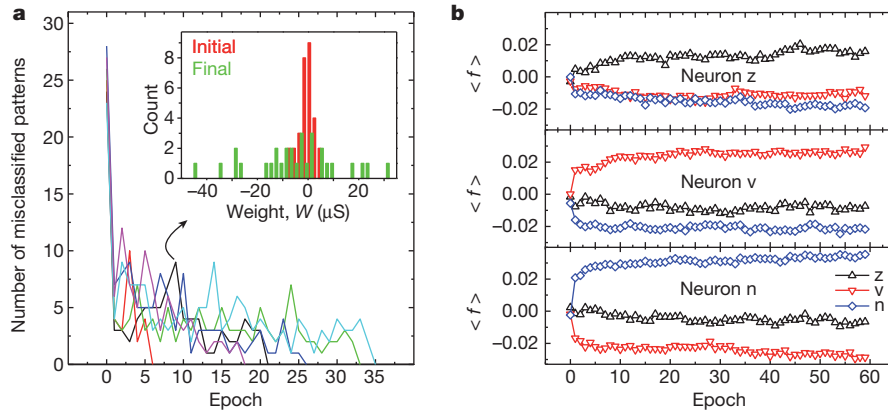 a
Number of misclassified patterns
30
25
20
15
10
5
0
0 5 10 15 20 25 30 35
Epoch
Initial
Final
Count
8
6
4
2
0
-40 -20 0 20
Weight, W (μS)
b
< f >
0.02
0.00
−0.02
Neuron z
< f >
0.02
0.00
−0.02
Neuron v
< f >
0.02
0.00
−0.02
Neuron n
z
v
n
0 10 20 30 40 50 60
Epoch